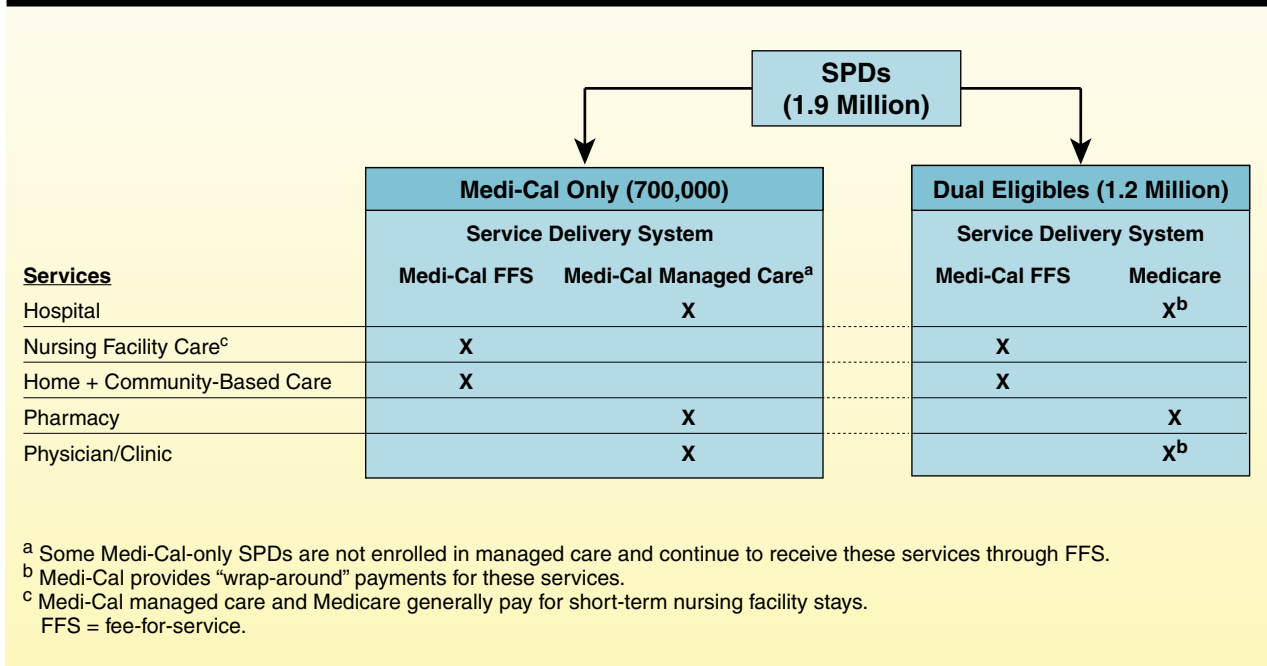 SPDs
(1.9 Million)
Medi-Cal Only (700,000)
Dual Eligibles (1.2 Million)
Service Delivery System
Service Delivery System
Services
Medi-Cal FFS
Medi-Cal Managed Care^a
Medi-Cal FFS
Medicare
Hospital X X^b
Nursing Facility Care^c X X
Home + Community-Based Care X X
Pharmacy X X
Physician/Clinic X X^b
^a Some Medi-Cal-only SPDs are not enrolled in managed care and continue to receive these services through FFS.
^b Medi-Cal provides “wrap-around” payments for these services.
^c Medi-Cal managed care and Medicare generally pay for short-term nursing facility stays.
FFS = fee-for-service.